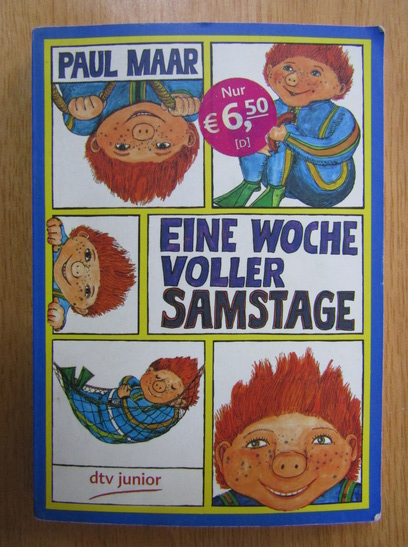 PAUL MAAR
Nur
€ 6,50
[D]
EINE WOCHE
VOLLER
SAMSTAGE
dtv junior